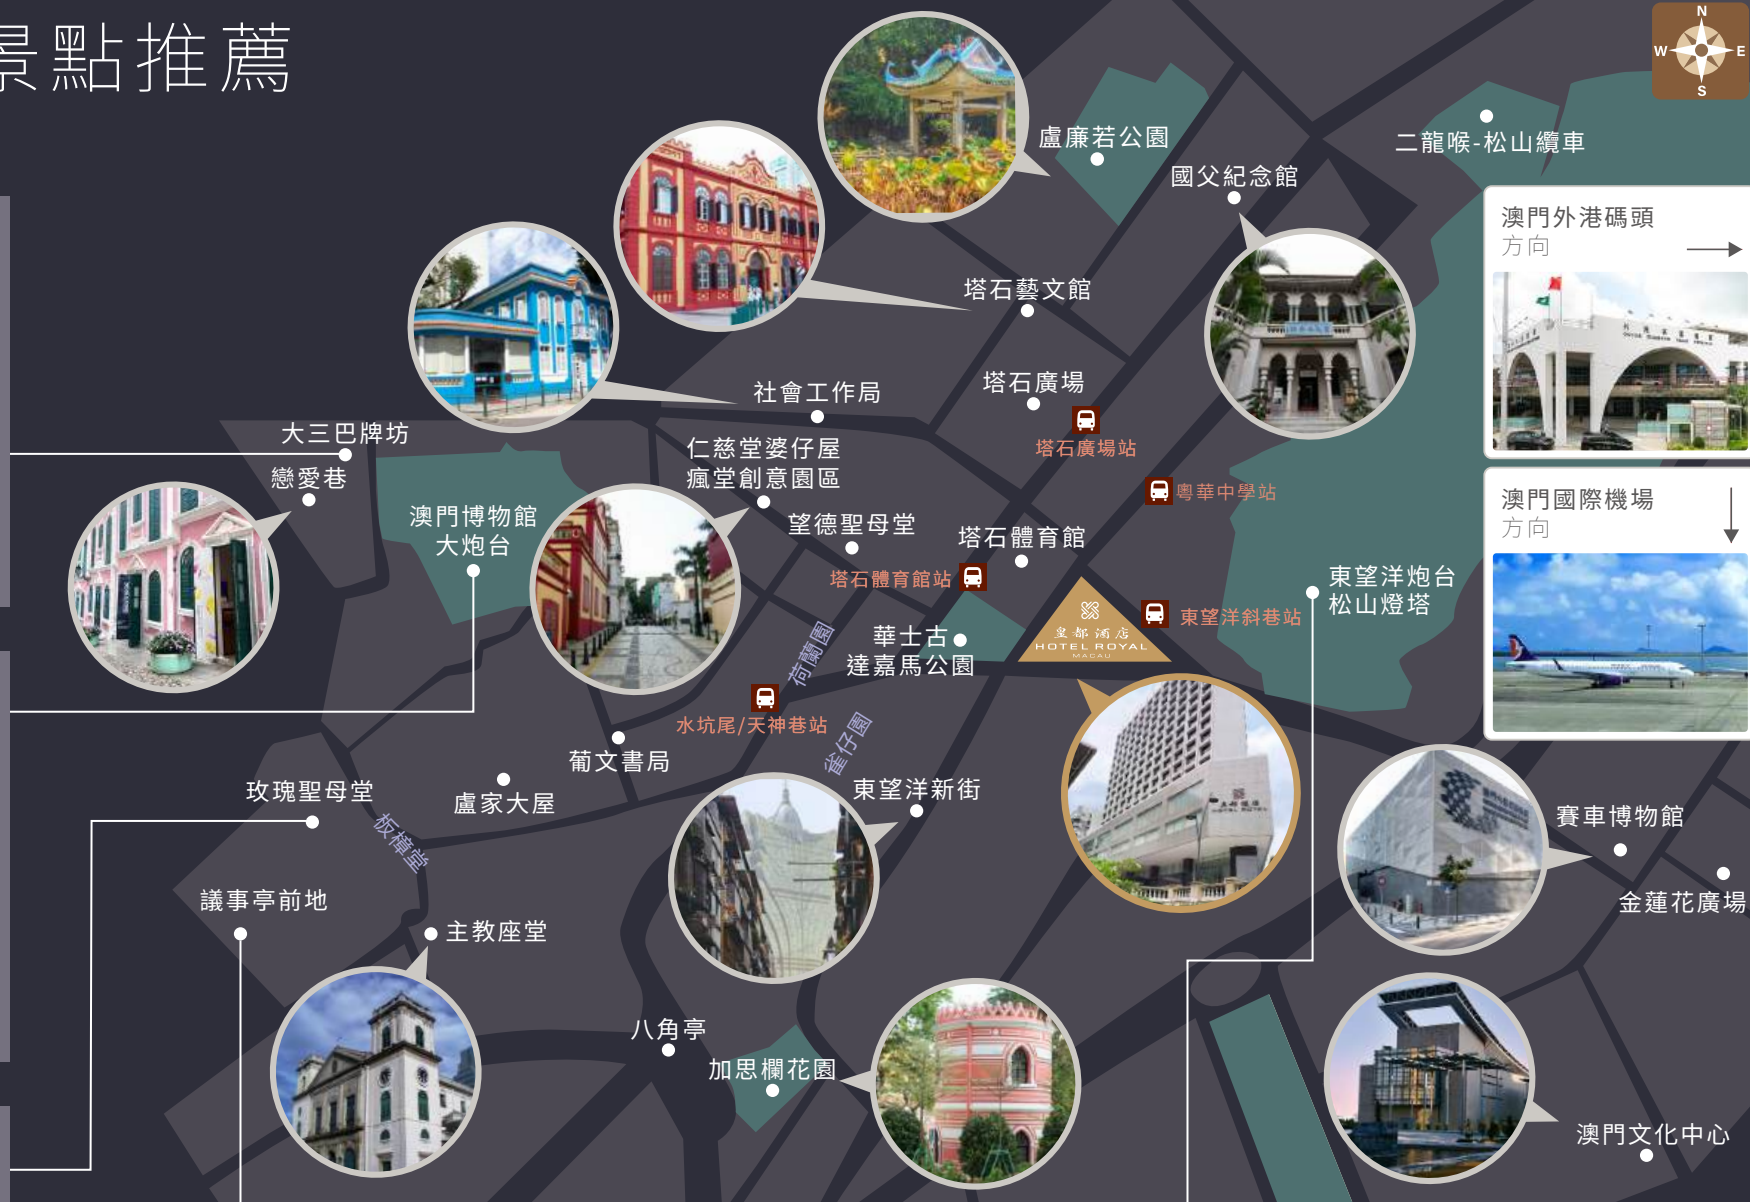 景點推薦
N
W
E
S
盧廉若公園
二龍喉-松山纜車
國父紀念館
澳門外港碼頭
方向
塔石藝文館
社會工作局
塔石廣場
塔石廣場站
大三巴牌坊
戀愛巷
仁慈堂婆仔屋
瘋堂創意園區
粵華中學站
澳門國際機場
方向
澳門博物館
大炮台
望德聖母堂
塔石體育館
塔石體育館站
東望洋炮台
松山燈塔
皇都酒店
HOTEL ROYAL
MACAU
東望洋斜巷站
荷蘭園
華士古
達嘉馬公園
水坑尾/天神巷站
雀仔園
葡文書局
盧家大屋
玫瑰聖母堂
板樟堂
東望洋新街
賽車博物館
金蓮花廣場
議事亭前地
主教座堂
八角亭
加思欄花園
澳門文化中心